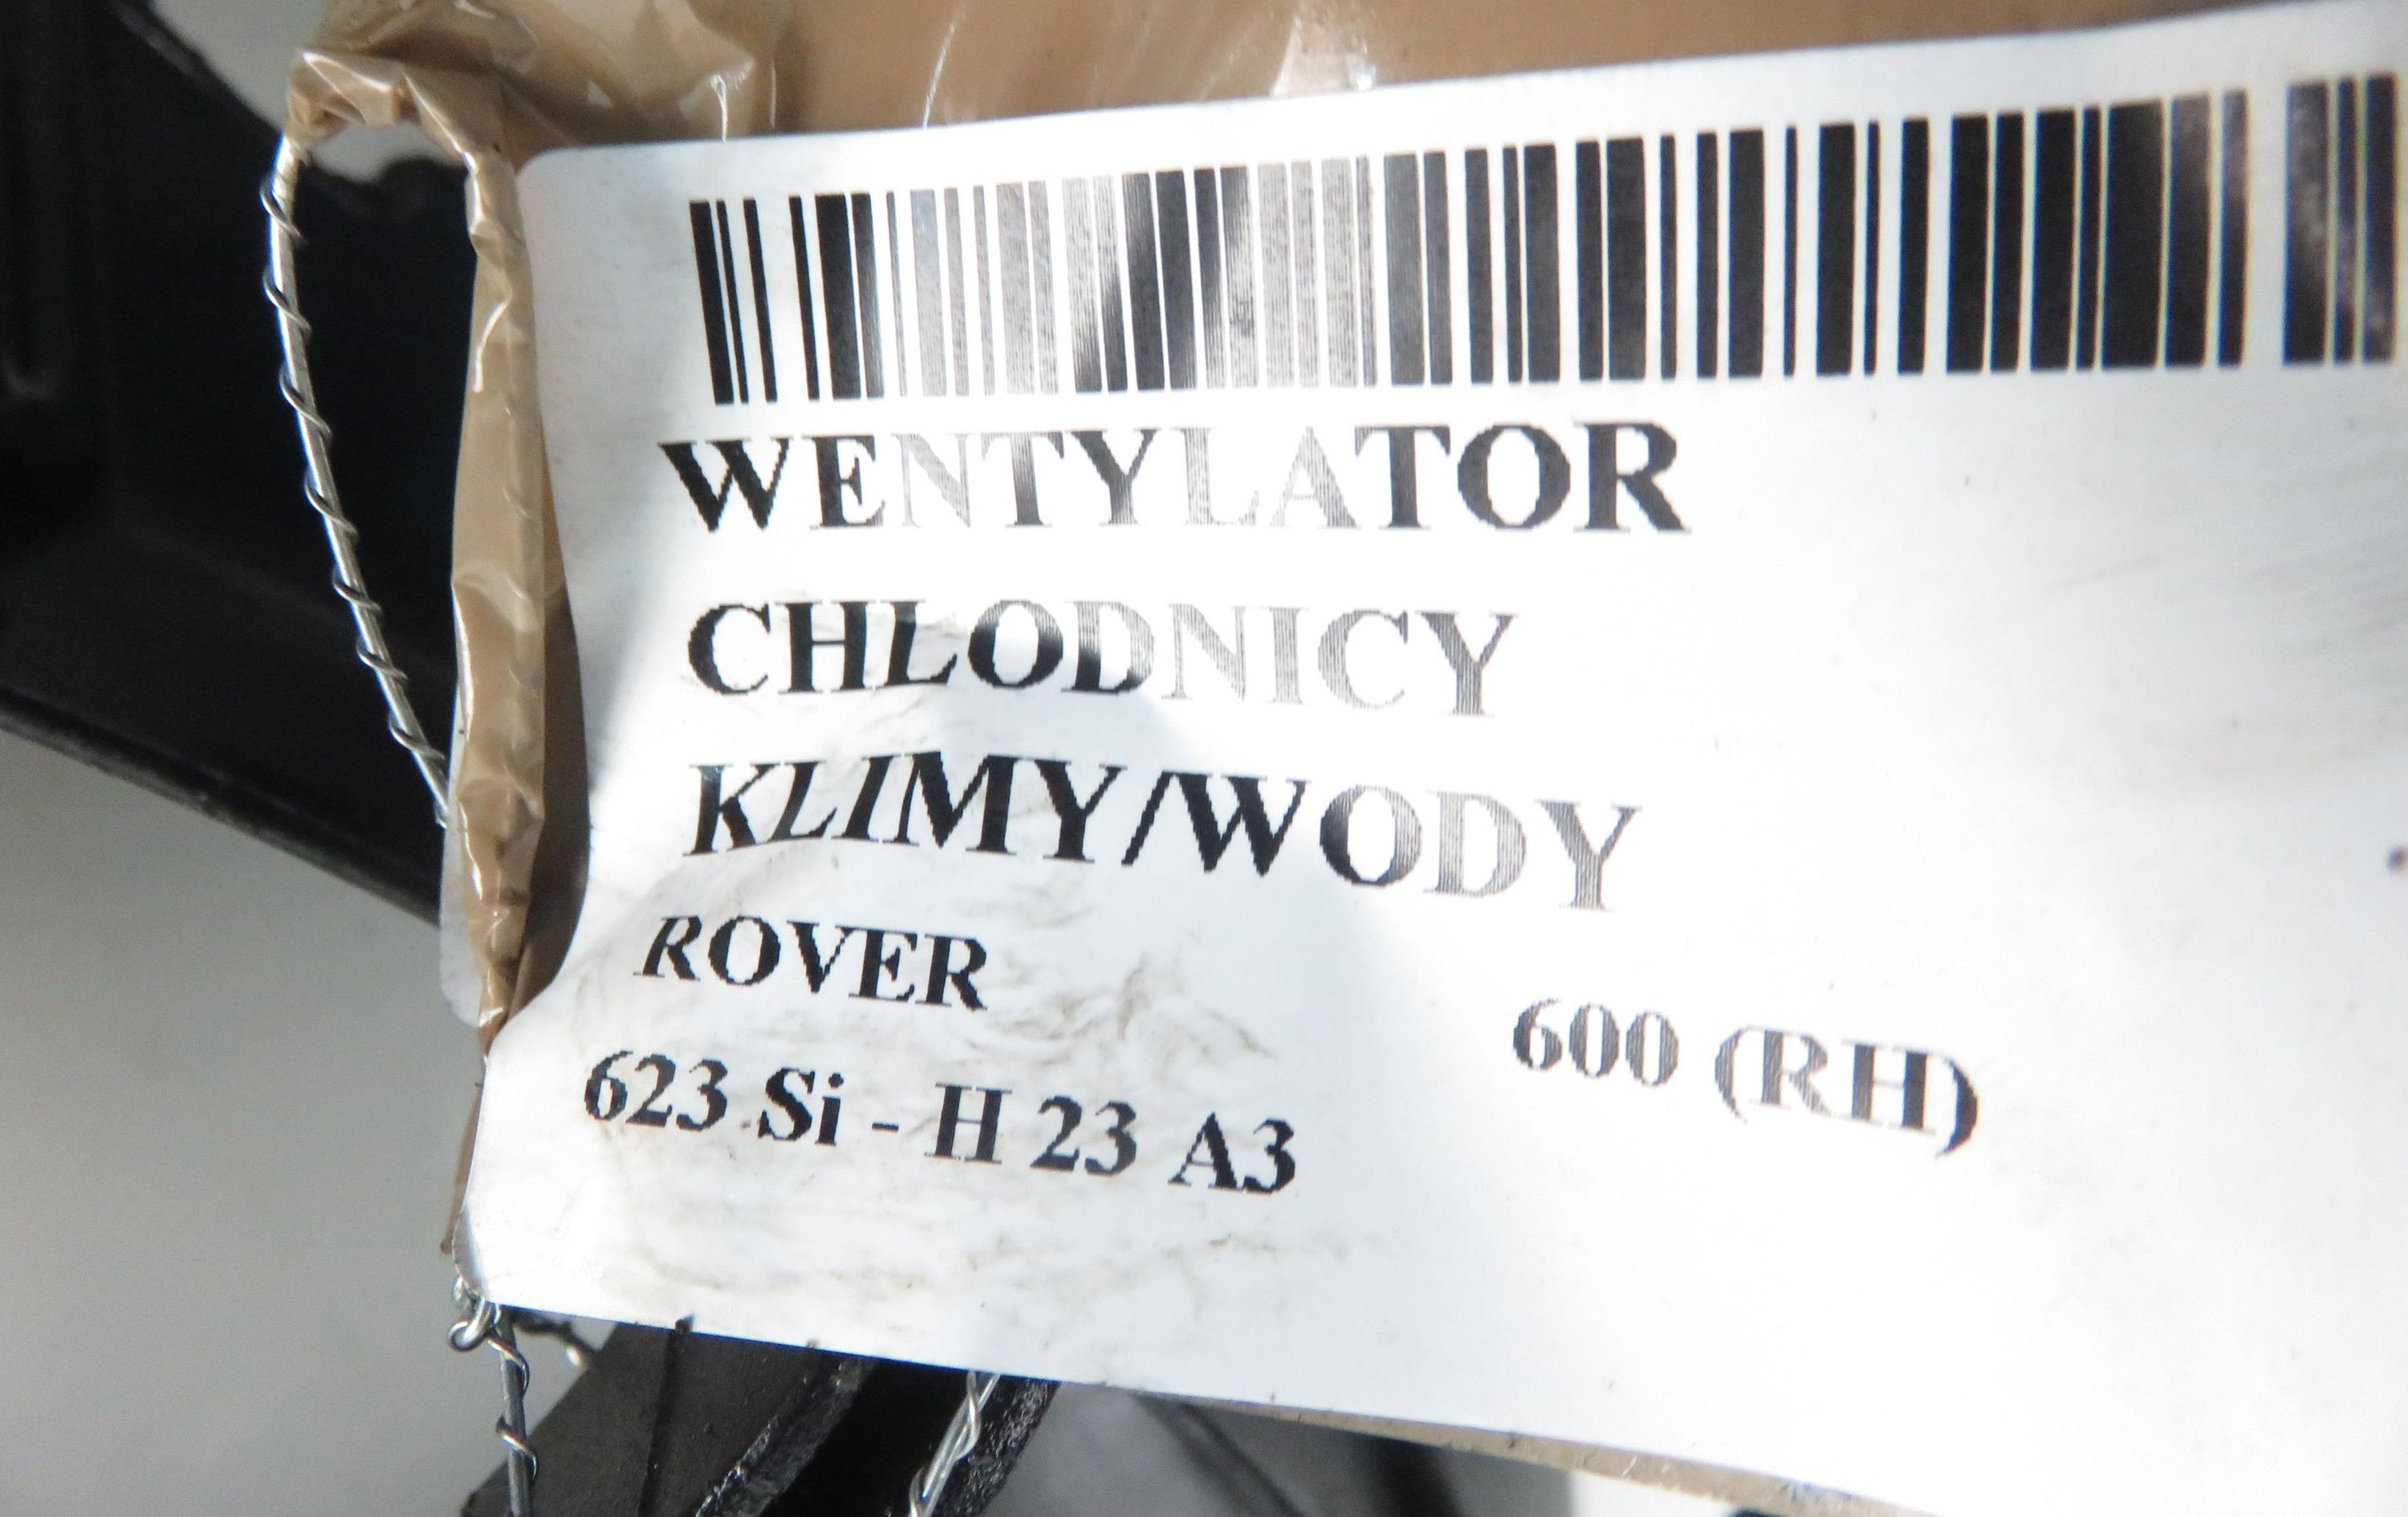 WENTYLATOR
CHLODNICY
KLIMY/WODY
ROVER 600 (RH)
623 Si - H 23 A3